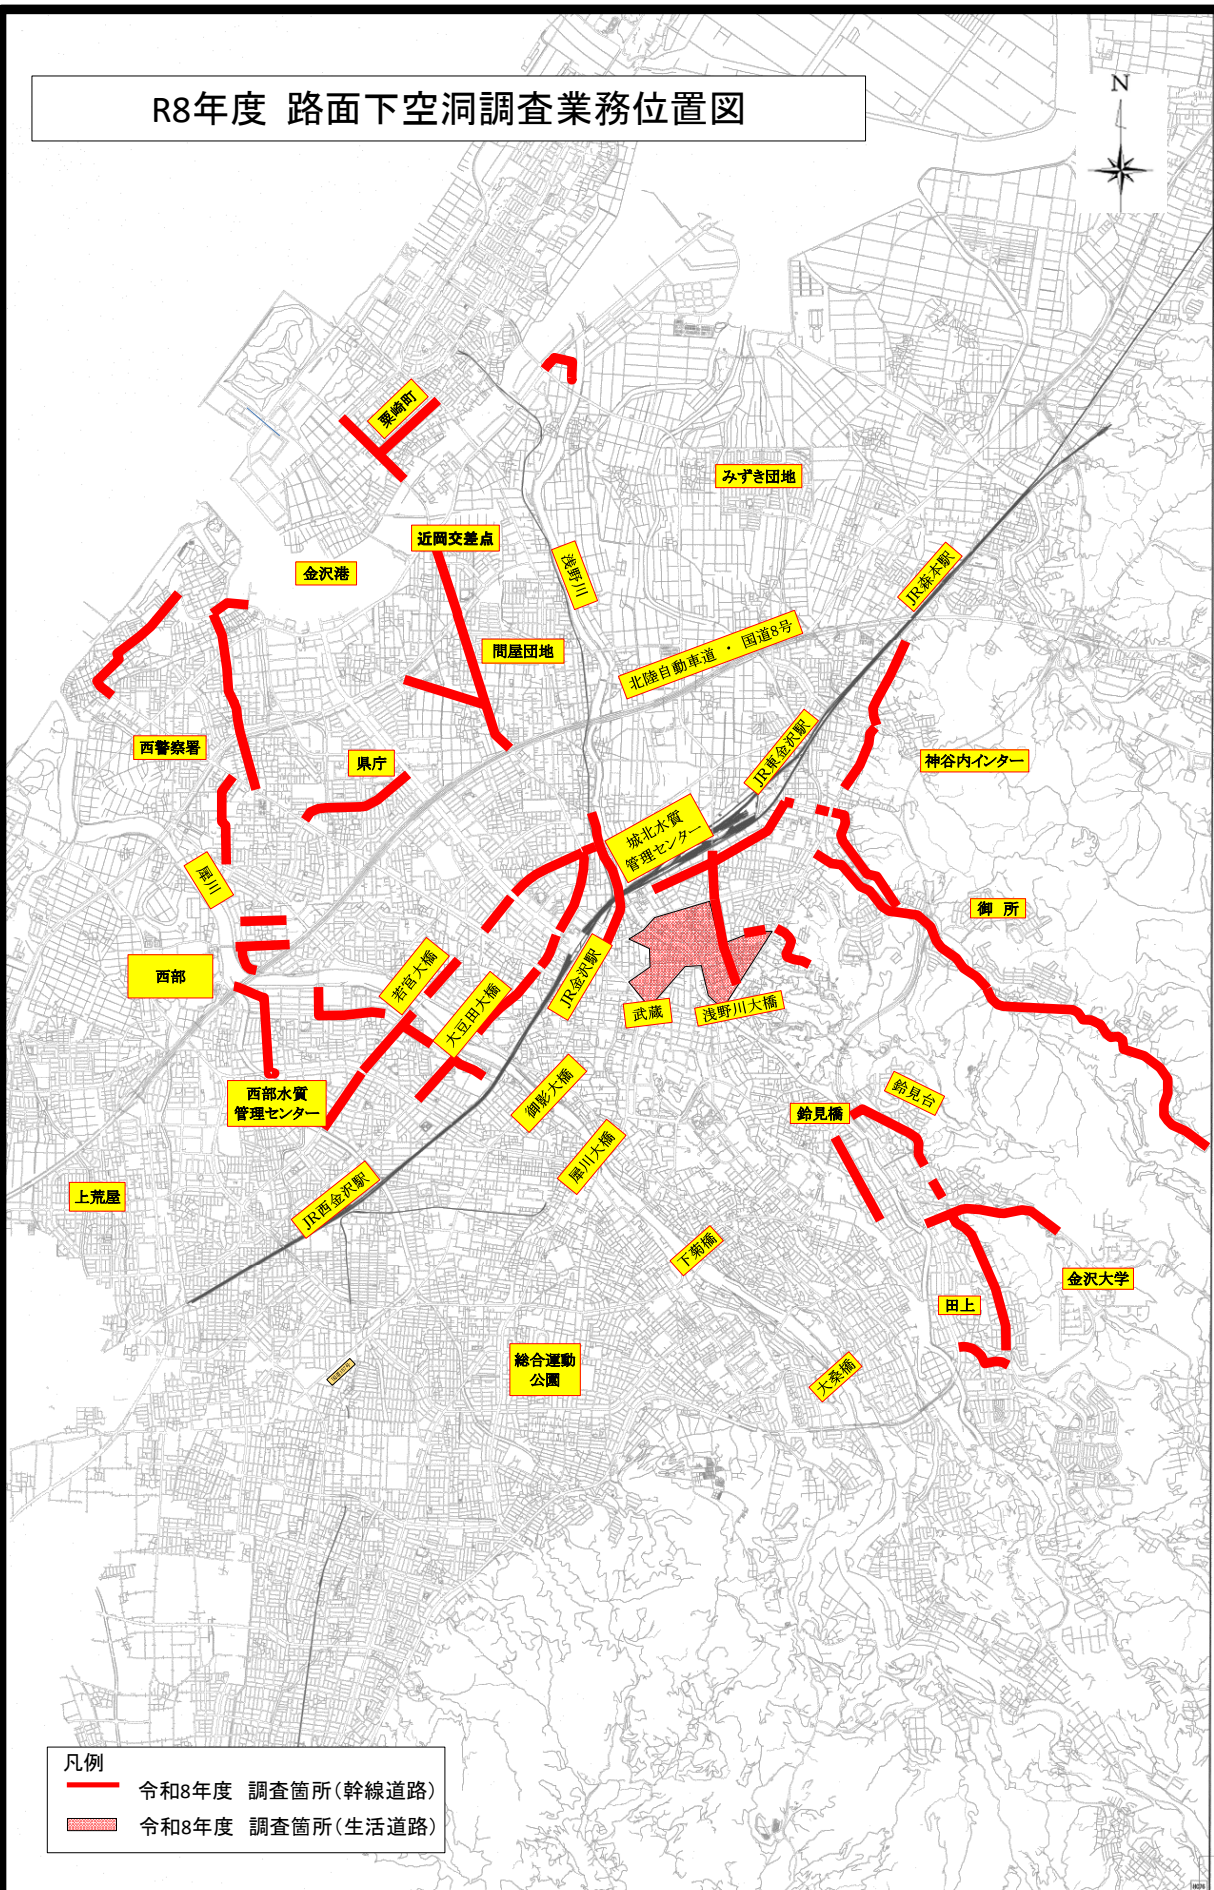 R8年度 路面下空洞調査業務位置図
N
粟崎町
みずき団地
近岡交差点
浅野川
金沢港
JR森本駅
問屋団地
北陸自動車道 ・ 国道8号
西警察署
県庁
JR東金沢駅
神谷内インター
城北水質
管理センター
犀川
御 所
西部
若宮大橋
大豆田大橋
JR金沢駅
武蔵
浅野川大橋
西部水質
管理センター
御影大橋
鈴見台
鈴見橋
犀川大橋
上荒屋
JR西金沢駅
下菊橋
金沢大学
田上
総合運動
公園
大桑橋
凡例
令和8年度 調査箇所(幹線道路)
令和8年度 調査箇所(生活道路)